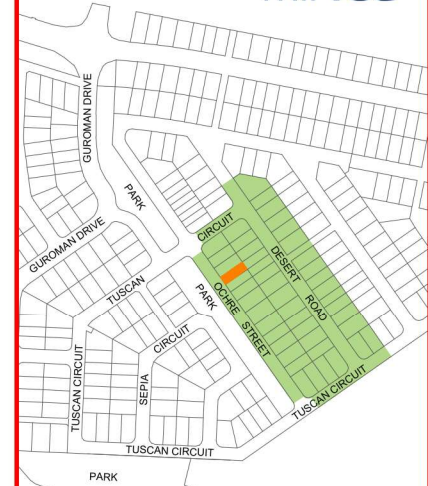 GUROMAN DRIVE
PARK
GUROMAN DRIVE
CIRCUIT
DESERT
ROAD
TUSCAN
PARK
OCHRE
STREET
CIRCUIT
TUSCAN CIRCUIT
SEPIA
TUSCAN CIRCUIT
TUSCAN CIRCUIT
PARK